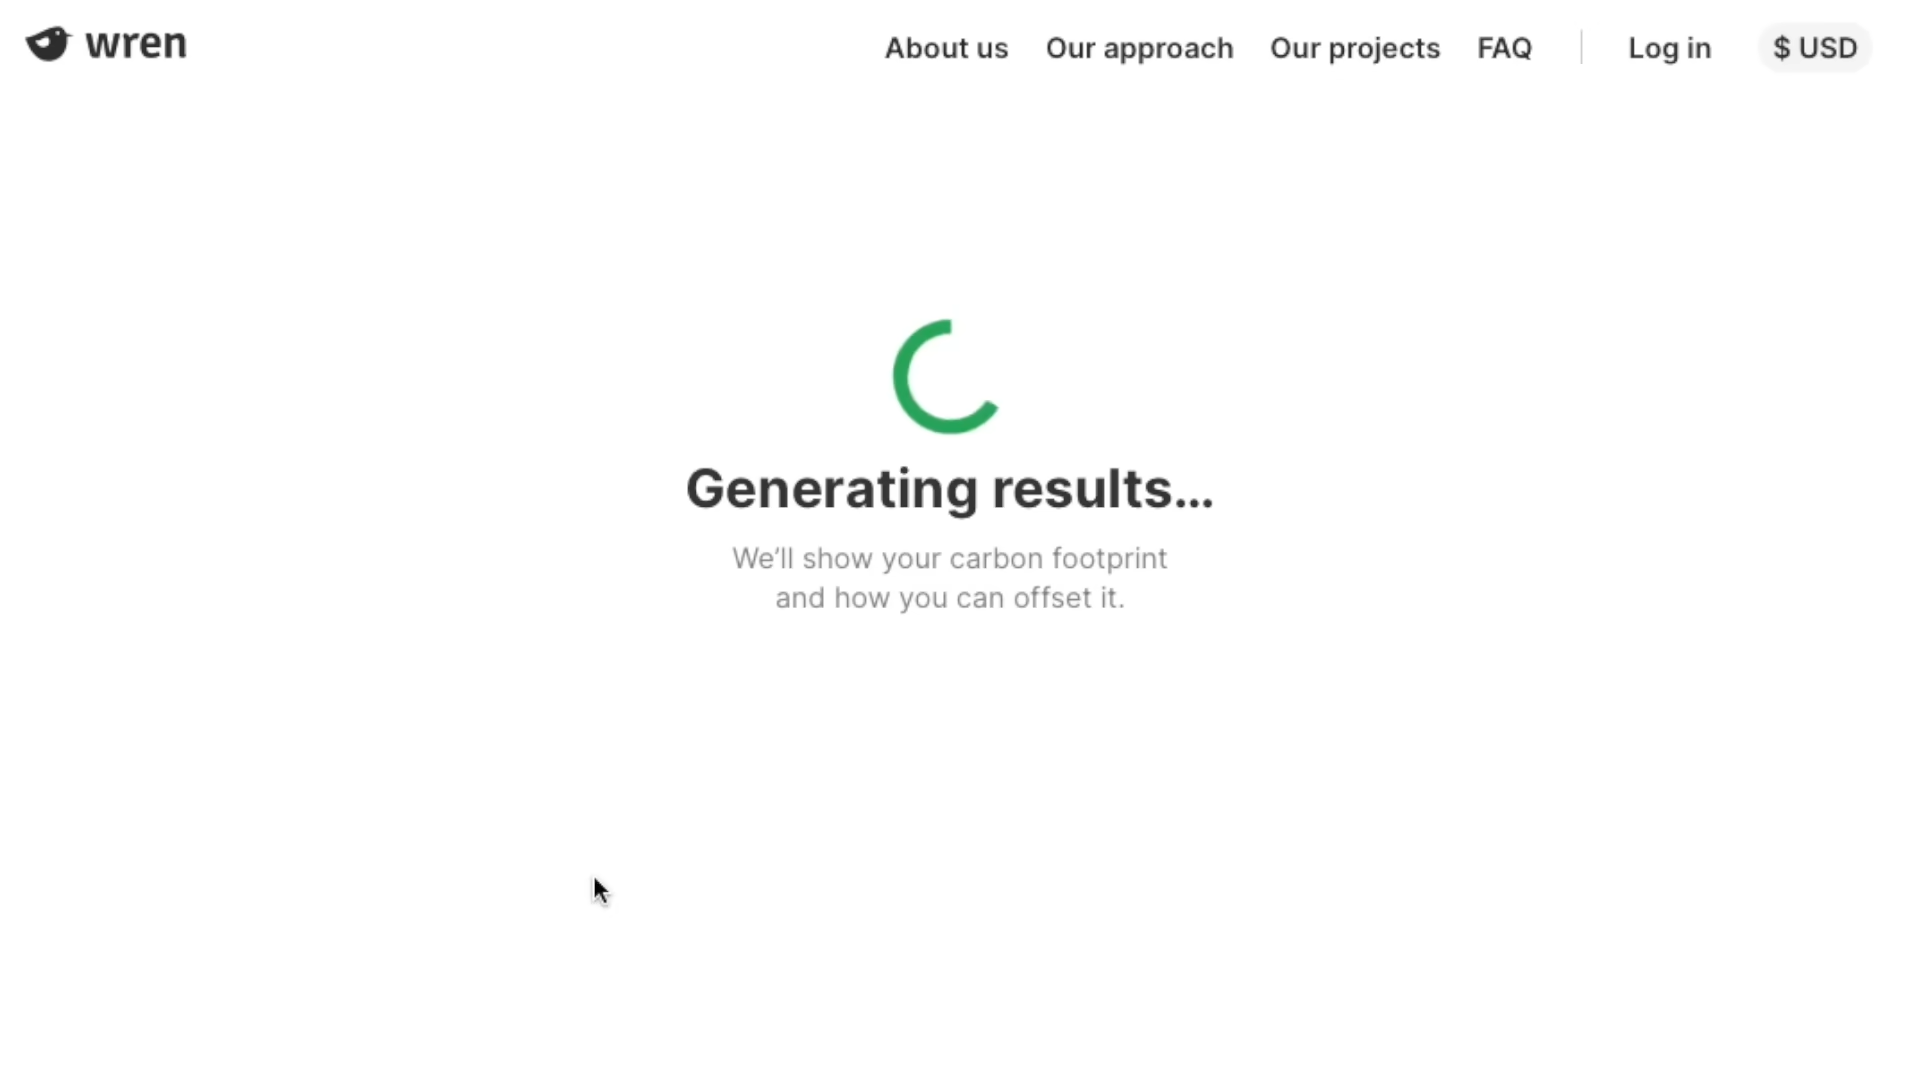 wren
About us
Our approach
Our projects
FAQ
Log in
$ USD
Generating results...
We'll show your carbon footprint
and how you can offset it.